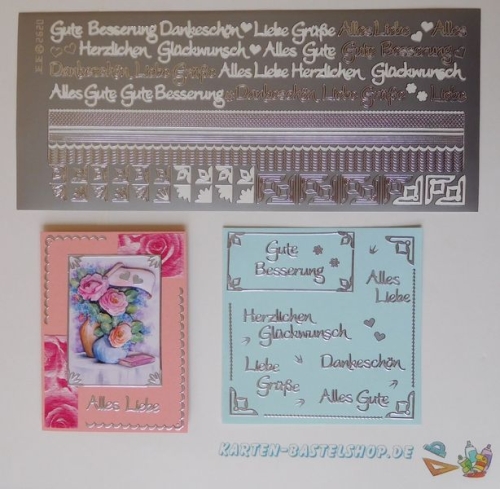 Gute Besserung Dankeschön Liebe Grüße Alles Liebe Alles
Herzlichen Glückwunsch Alles Gute Gute Besserung
Dankeschön Liebe Grüße Alles Liebe Herzlichen Glückwunsch
Alles Gute Gute Besserung Dankeschön Liebe Grüße Liebe
Alles Liebe
Gute
Besserung
Alles
Liebe
Herzlichen
Glückwunsch
Liebe
Grüße
Dankeschön
Alles Gute
KARTEN-BASTELSHOP.DE